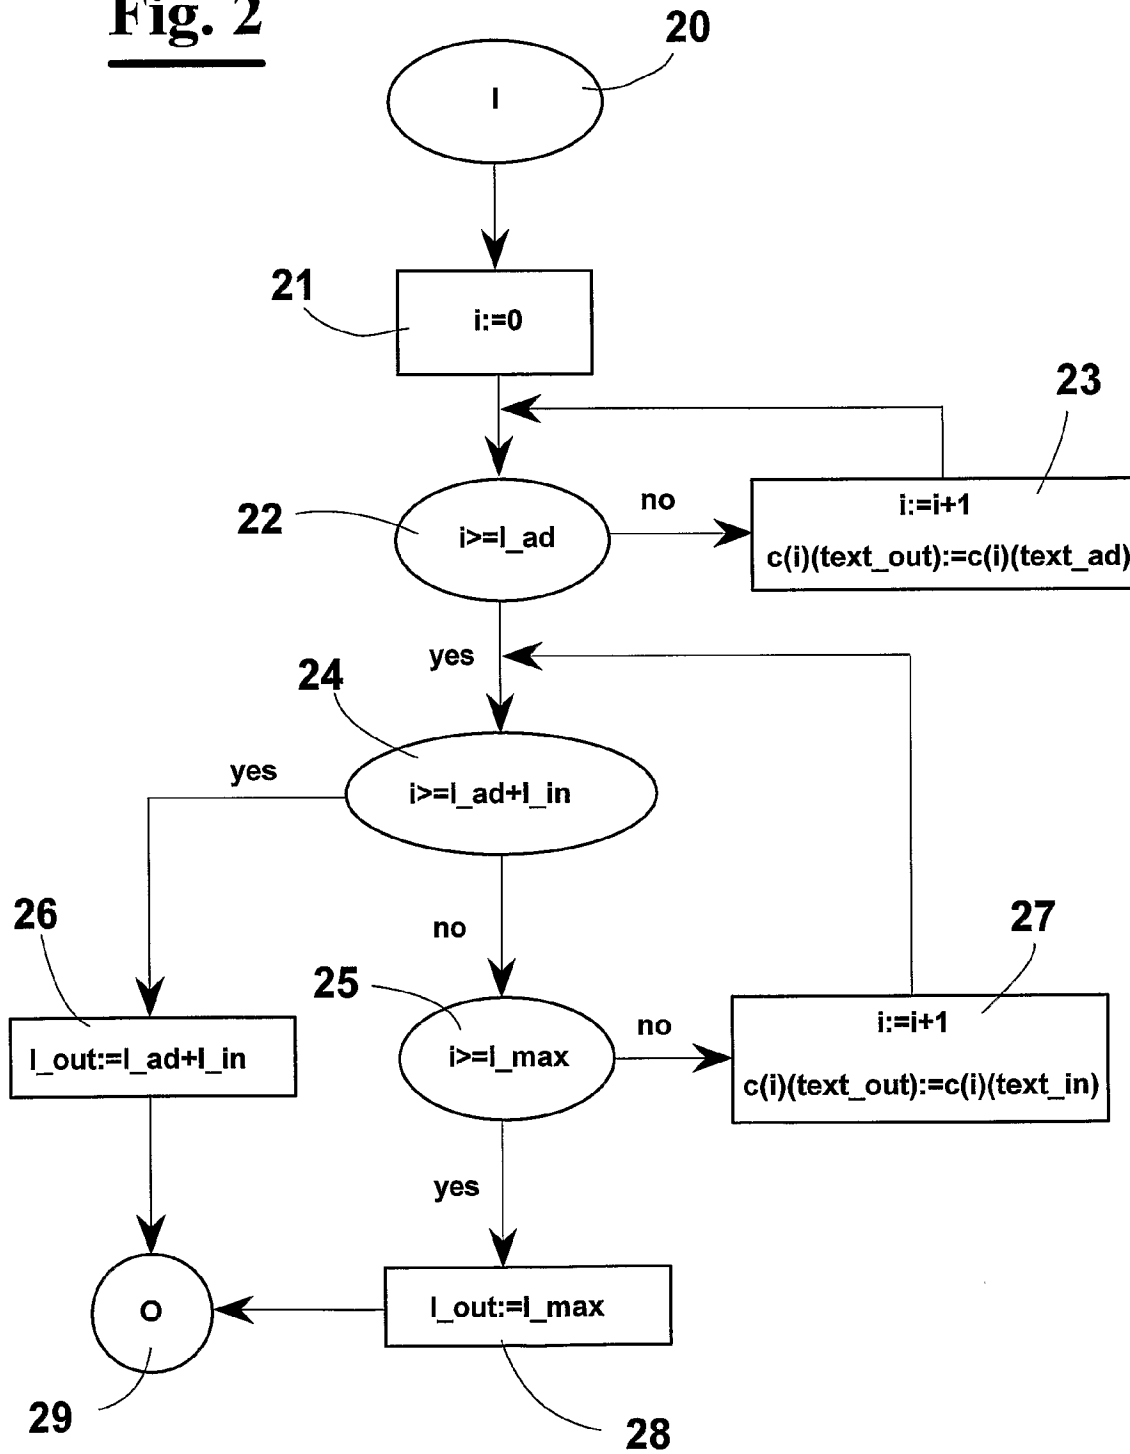 Fig. 2
20
I
21
i:=0
23
22
i>=l_ad
no
i:=i+1
c(i)(text_out):=c(i)(text_ad)
yes
24
yes
i>=l_ad+l_in
no
26
25
27
l_out:=l_ad+l_in
i>=l_max
no
i:=i+1
c(i)(text_out):=c(i)(text_in)
yes
O
l_out:=l_max
29
28